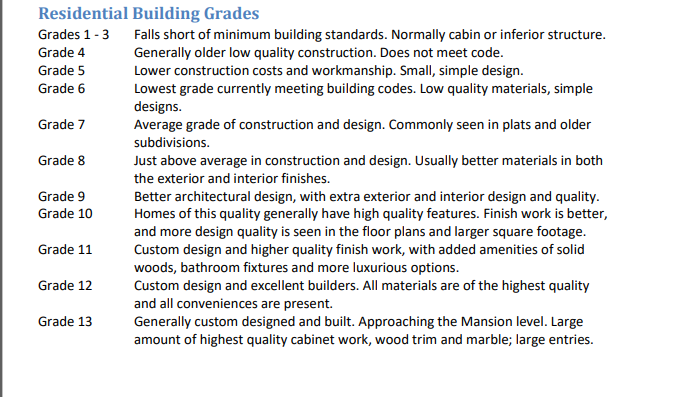 Residential Building Grades
Grades 1 - 3 Falls short of minimum building standards. Normally cabin or inferior structure.
Grade 4 Generally older low quality construction. Does not meet code.
Grade 5 Lower construction costs and workmanship. Small, simple design.
Grade 6 Lowest grade currently meeting building codes. Low quality materials, simple
designs.
Grade 7 Average grade of construction and design. Commonly seen in plats and older
subdivisions.
Grade 8 Just above average in construction and design. Usually better materials in both
the exterior and interior finishes.
Grade 9 Better architectural design, with extra exterior and interior design and quality.
Grade 10 Homes of this quality generally have high quality features. Finish work is better,
and more design quality is seen in the floor plans and larger square footage.
Grade 11 Custom design and higher quality finish work, with added amenities of solid
woods, bathroom fixtures and more luxurious options.
Grade 12 Custom design and excellent builders. All materials are of the highest quality
and all conveniences are present.
Grade 13 Generally custom designed and built. Approaching the Mansion level. Large
amount of highest quality cabinet work, wood trim and marble; large entries.